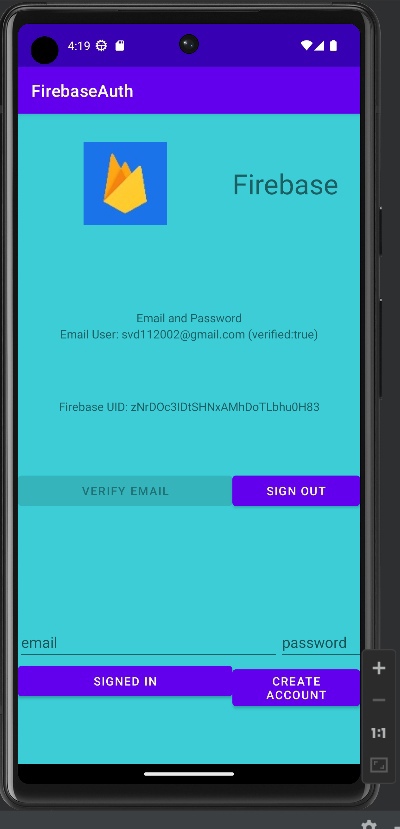 4:19
FirebaseAuth
Firebase
Email and Password
Email User: svd112002@gmail.com (verified:true)
Firebase UID: zNrDOc3IDtSHNxAMhDoTLbhu0H83
VERIFY EMAIL
SIGN OUT
email
password
SIGNED IN
CREATE
ACCOUNT
1:1